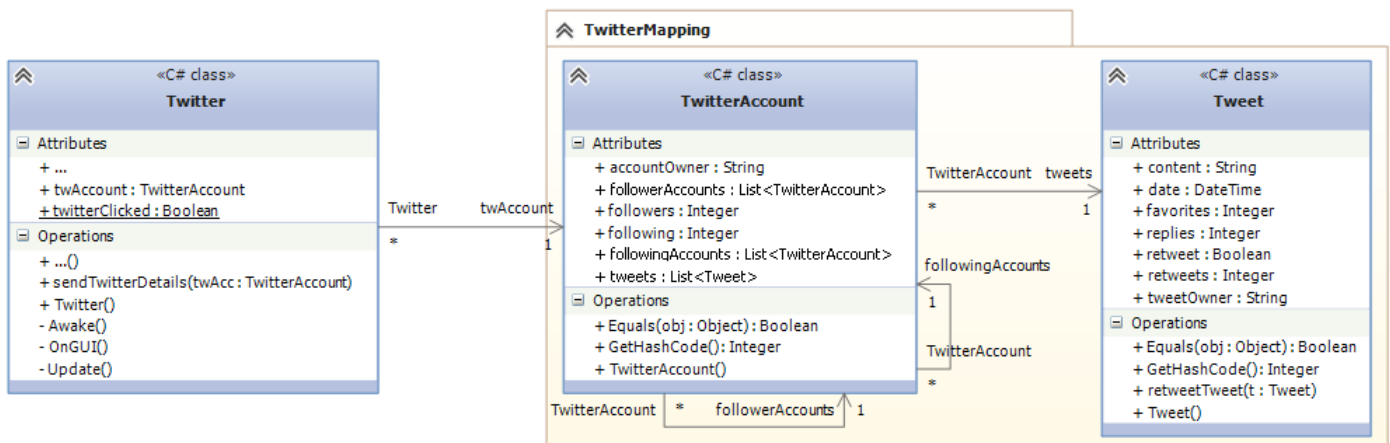 TwitterMapping
«C# class»
Twitter
Attributes
+ ...
+ twAccount : TwitterAccount
+ twitterClicked : Boolean
Operations
+ ...()
+ sendTwitterDetails(twAcc : TwitterAccount)
+ Twitter()
- Awake()
- OnGUI()
- Update()
Twitter twAccount
* 1
«C# class»
TwitterAccount
Attributes
+ accountOwner : String
+ followerAccounts : List<TwitterAccount>
+ followers : Integer
+ following : Integer
+ followingAccounts : List<TwitterAccount>
+ tweets : List<Tweet>
Operations
+ Equals(obj : Object) : Boolean
+ GetHashCode() : Integer
+ TwitterAccount()
TwitterAccount * followerAccounts 1
TwitterAccount tweets
* 1
followingAccounts
1
TwitterAccount
*
«C# class»
Tweet
Attributes
+ content : String
+ date : DateTime
+ favorites : Integer
+ replies : Integer
+ retweet : Boolean
+ retweets : Integer
+ tweetOwner : String
Operations
+ Equals(obj : Object) : Boolean
+ GetHashCode() : Integer
+ retweetTweet(t : Tweet)
+ Tweet()